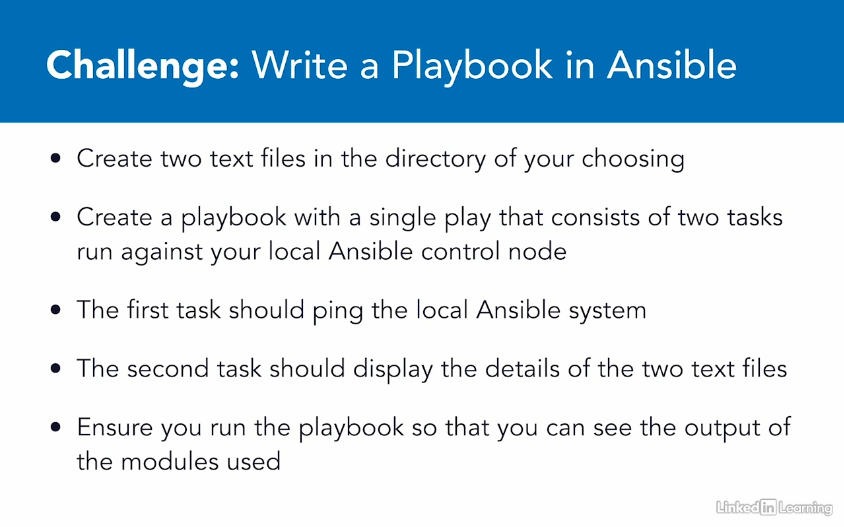 Challenge: Write a Playbook in Ansible
• Create two text files in the directory of your choosing
• Create a playbook with a single play that consists of two tasks
run against your local Ansible control node
• The first task should ping the local Ansible system
• The second task should display the details of the two text files
• Ensure you run the playbook so that you can see the output of
the modules used
Linked in Learning